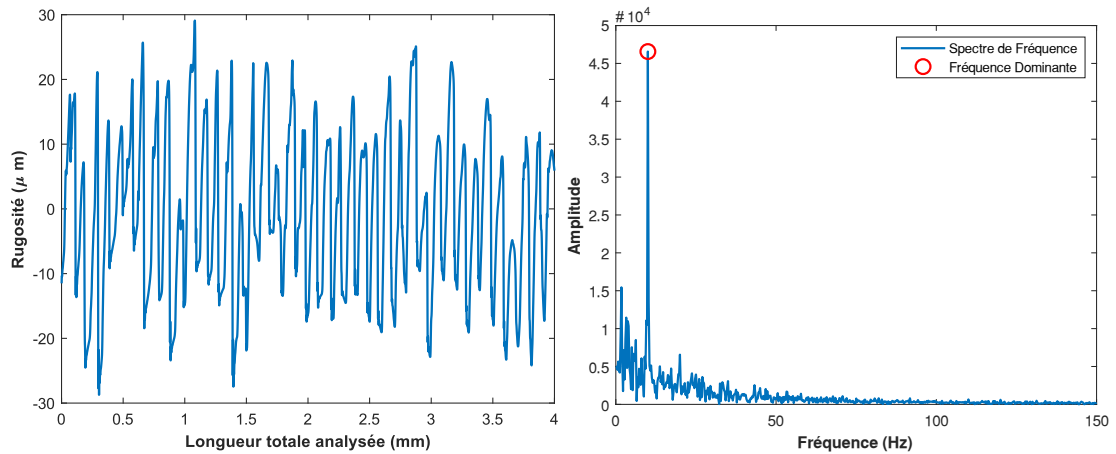 30
20
10
0
-10
-20
-30
Rugosité (μ m)
0 0.5 1 1.5 2 2.5 3 3.5 4
Longueur totale analysée (mm)
# 10⁴
5
4.5
4
3.5
3
2.5
2
1.5
1
0.5
0
Amplitude
Spectre de Fréquence
Fréquence Dominante
0 50 100 150
Fréquence (Hz)